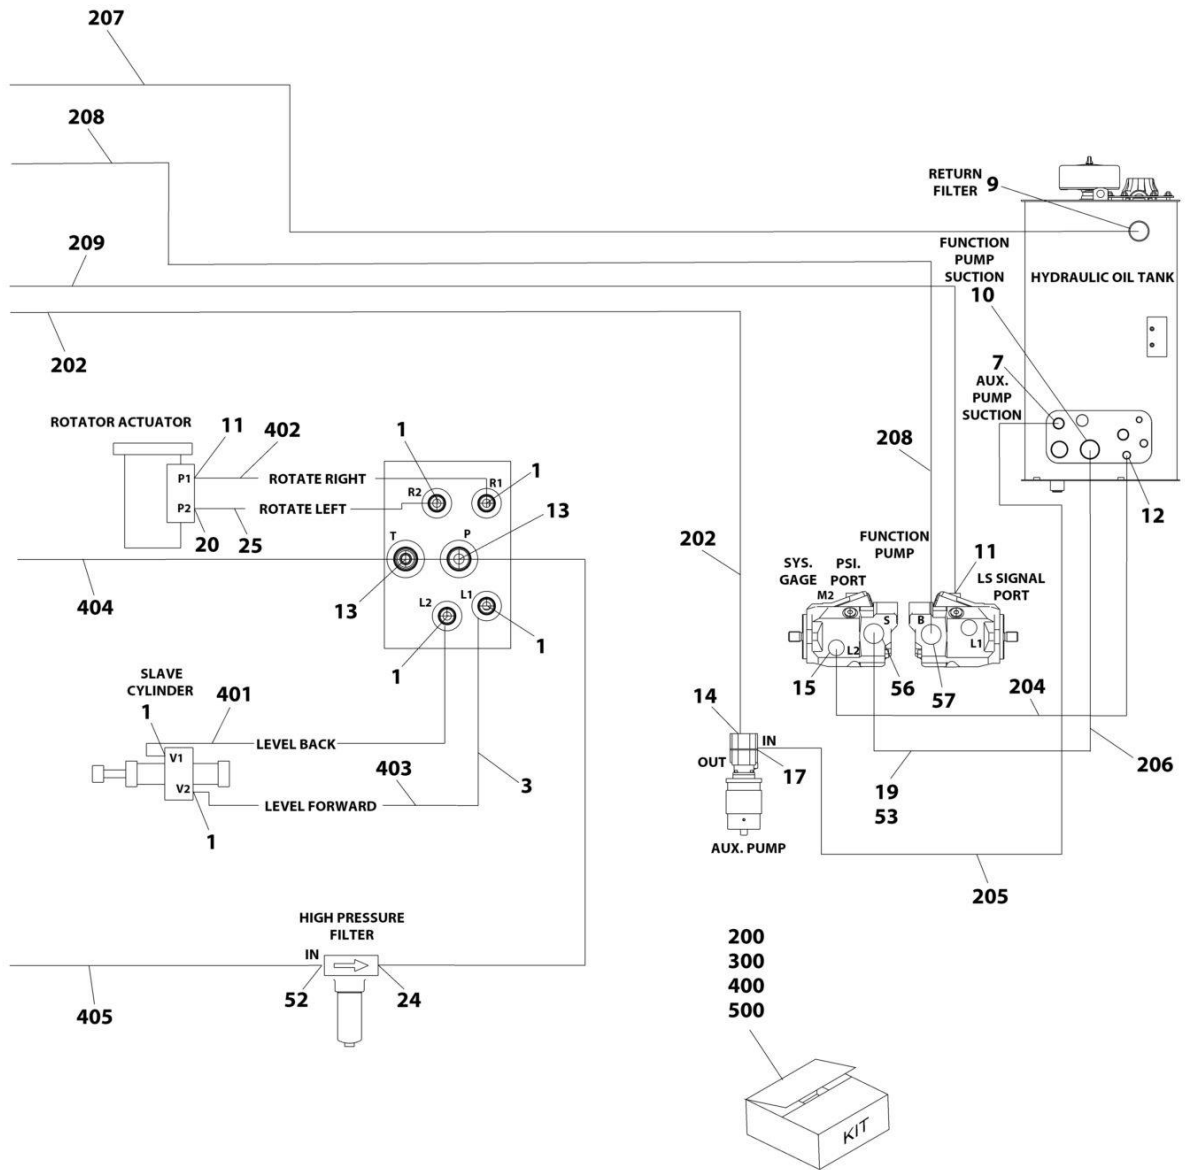 207
208
RETURN
FILTER
9
209
FUNCTION
PUMP
SUCTION
10
HYDRAULIC OIL TANK
202
7
AUX.
PUMP
SUCTION
ROTATOR ACTUATOR
11
402
1
208
P1
ROTATE RIGHT
R2
R1
1
P2
ROTATE LEFT
20
25
13
12
T
P
202
FUNCTION
PUMP
11
404
13
SYS.
GAGE
M2
PSI.
PORT
LS SIGNAL
PORT
L2
L1
1
1
S
B
L2
L1
15
56
57
204
SLAVE
CYLINDER
1
401
14
LEVEL BACK
IN
V1
OUT
17
206
403
3
V2
LEVEL FORWARD
19
53
1
AUX. PUMP
205
HIGH PRESSURE
FILTER
IN
52
24
405
200
300
400
500
KIT